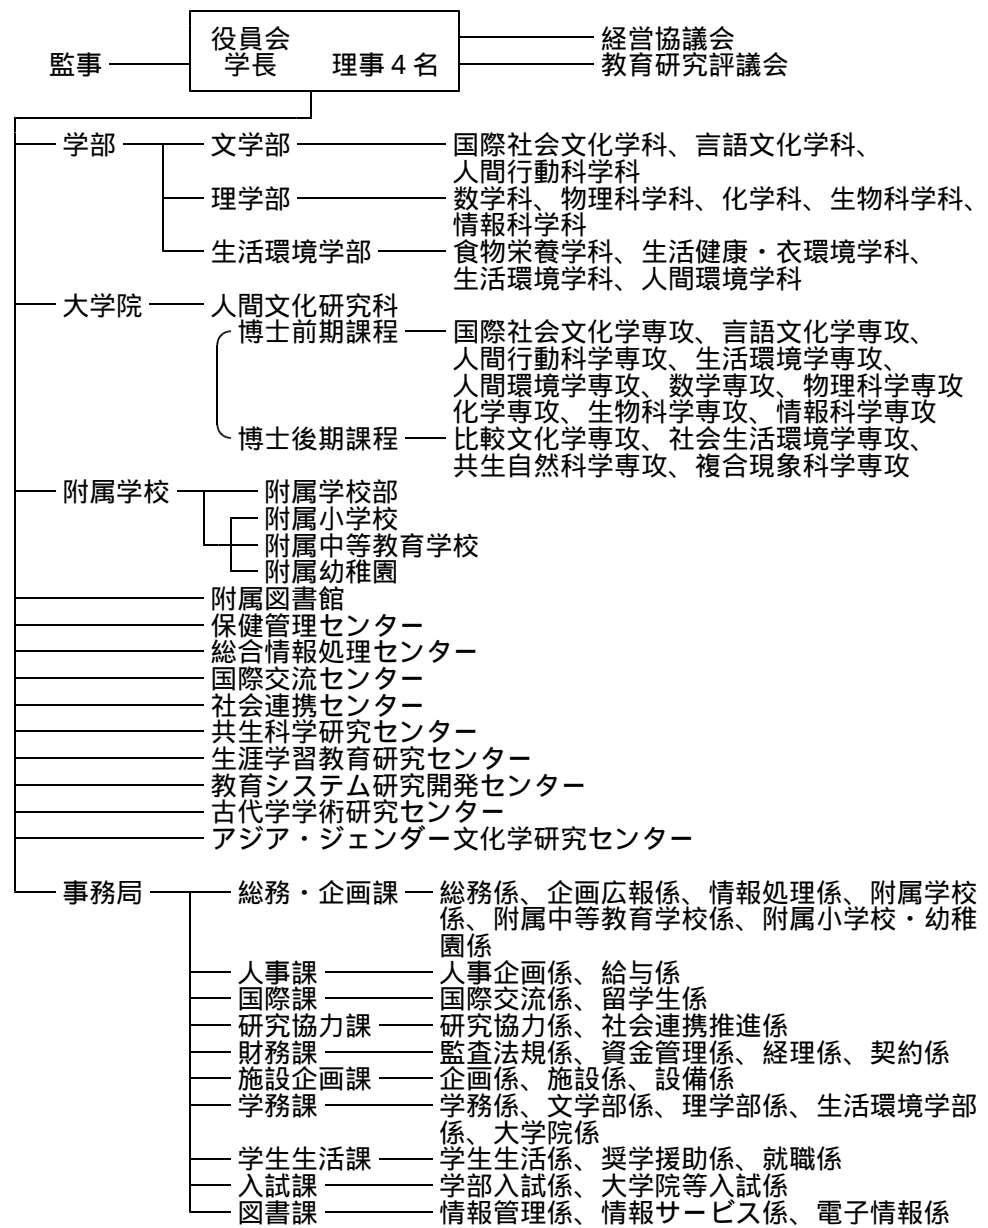 役員会
監事 学長 理事4名
経営協議会
教育研究評議会
学部 文学部 国際社会文化学科、言語文化学科、
人間行動科学科
理学部 数学科、物理科学科、化学科、生物科学科、
情報科学科
生活環境学部 食物栄養学科、生活健康・衣環境学科、
生活環境学科、人間環境学科
大学院 人間文化研究科
博士前期課程 国際社会文化学専攻、言語文化学専攻、
人間行動科学専攻、生活環境学専攻、
人間環境学専攻、数学専攻、物理科学専攻
化学専攻、生物科学専攻、情報科学専攻
博士後期課程 比較文化学専攻、社会生活環境学専攻、
共生自然科学専攻、複合現象科学専攻
附属学校 附属学校部
附属小学校
附属中等教育学校
附属幼稚園
附属図書館
保健管理センター
総合情報処理センター
国際交流センター
社会連携センター
共生科学研究センター
生涯学習教育研究センター
教育システム研究開発センター
古代学学術研究センター
アジア・ジェンダー文化学研究センター
事務局 総務・企画課 総務係、企画広報係、情報処理係、附属学校
係、附属中等教育学校係、附属小学校・幼稚
園係
人事課 人事企画係、給与係
国際課 国際交流係、留学生係
研究協力課 研究協力係、社会連携推進係
財務課 監査法規係、資金管理係、経理係、契約係
施設企画課 企画係、施設係、設備係
学務課 学務係、文学部係、理学部係、生活環境学部
係、大学院係
学生生活課 学生生活係、奨学援助係、就職係
入試課 学部入試係、大学院等入試係
図書課 情報管理係、情報サービス係、電子情報係